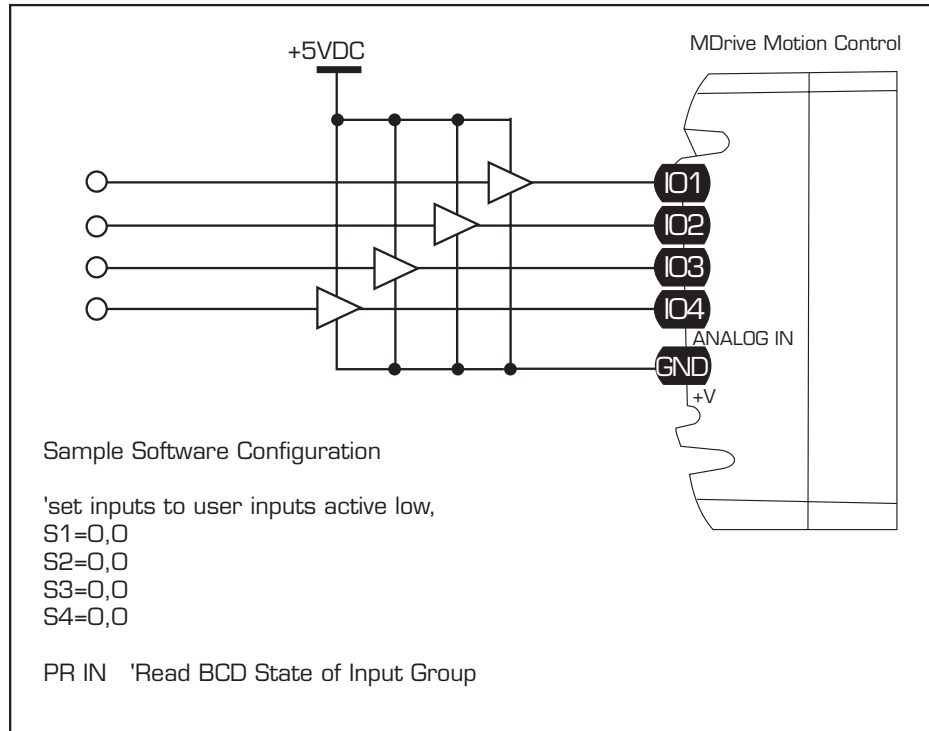 +5VDC
MDrive Motion Control
IO1
IO2
IO3
IO4
ANALOG IN
GND
+V
Sample Software Configuration
'set inputs to user inputs active low,
S1=0,0
S2=0,0
S3=0,0
S4=0,0
PR IN 'Read BCD State of Input Group